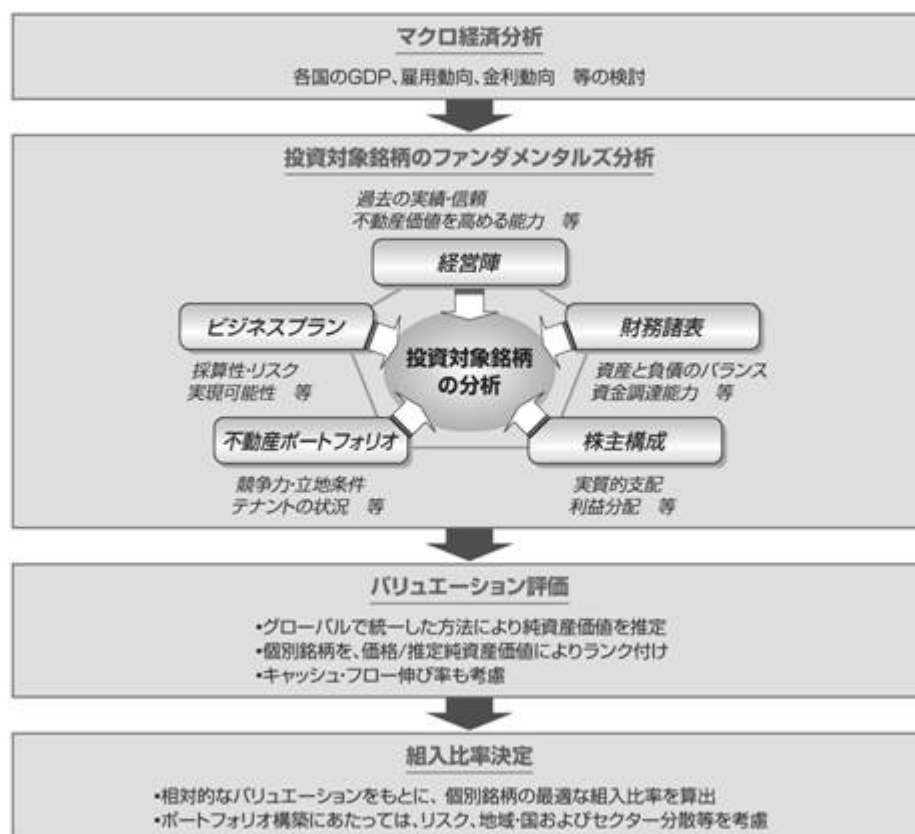 マクロ経済分析
各国のGDP、雇用動向、金利動向　等の検討
投資対象銘柄のファンダメンタルズ分析
過去の実績・信頼
不動産価値を高める能力　等
経営陣
ビジネスプラン
採算性・リスク
実現可能性　等
財務諸表
資産と負債のバランス
資金調達能力　等
投資対象銘柄
の分析
不動産ポートフォリオ
競争力・立地条件
テナントの状況　等
株主構成
実質的支配
利益分配　等
バリュエーション評価
•グローバルで統一した方法により純資産価値を推定
•個別銘柄を、価格/推定純資産価値によりランク付け
•キャッシュ・フロー伸び率も考慮
組入比率決定
•相対的なバリュエーションをもとに、個別銘柄の最適な組入比率を算出
•ポートフォリオ構築にあたっては、リスク、地域・国およびセクター分散等を考慮